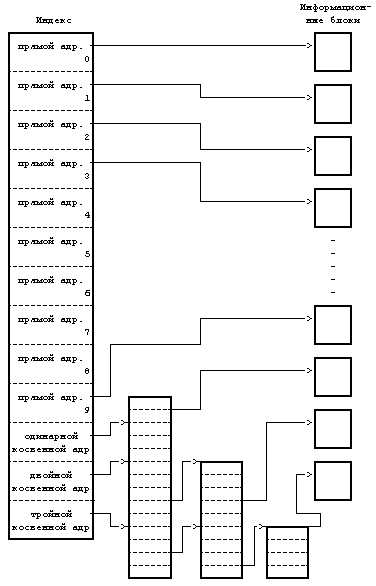 Индекс
Информацион-
ные блоки
прямой адр.
0
прямой адр.
1
прямой адр.
2
прямой адр.
3
прямой адр.
4
прямой адр.
5
прямой адр.
6
прямой адр.
7
прямой адр.
8
прямой адр.
9
одинарной
косвенной адр
двойной
косвенной адр
тройной
косвенной адр